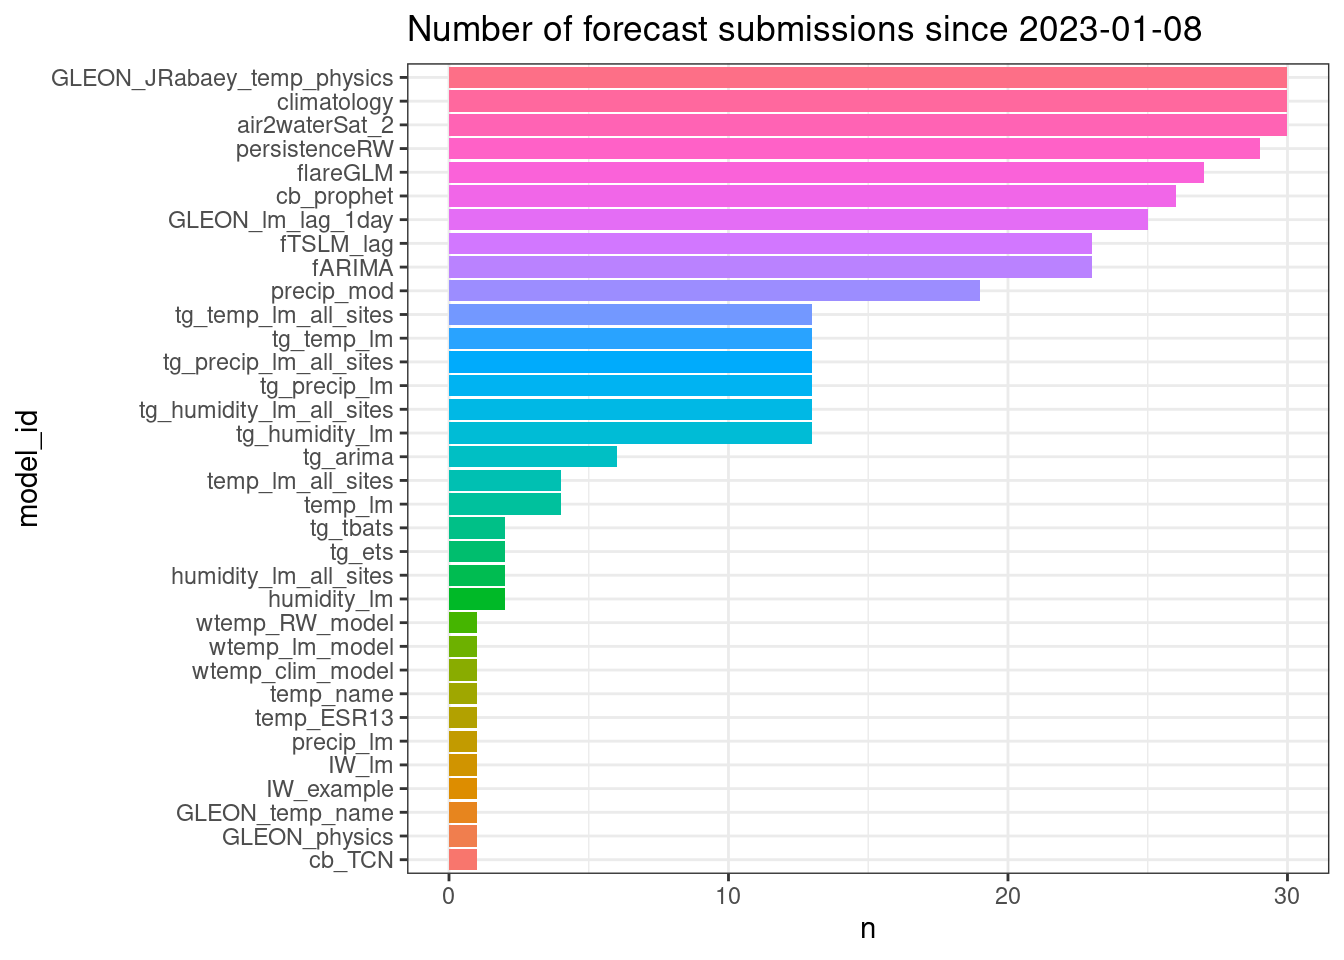 Number of forecast submissions since 2023-01-08
GLEON_JRabaey_temp_physics
climatology
air2waterSat_2
persistenceRW
flareGLM
cb_prophet
GLEON_lm_lag_1day
fTSLM_lag
fARIMA
precip_mod
tg_temp_lm_all_sites
tg_temp_lm
tg_precip_lm_all_sites
tg_precip_lm
tg_humidity_lm_all_sites
tg_humidity_lm
tg_arima
temp_lm_all_sites
temp_lm
tg_tbats
tg_ets
humidity_lm_all_sites
humidity_lm
wtemp_RW_model
wtemp_lm_model
wtemp_clim_model
temp_name
temp_ESR13
precip_lm
IW_lm
IW_example
GLEON_temp_name
GLEON_physics
cb_TCN
model_id
0 10 20 30
n